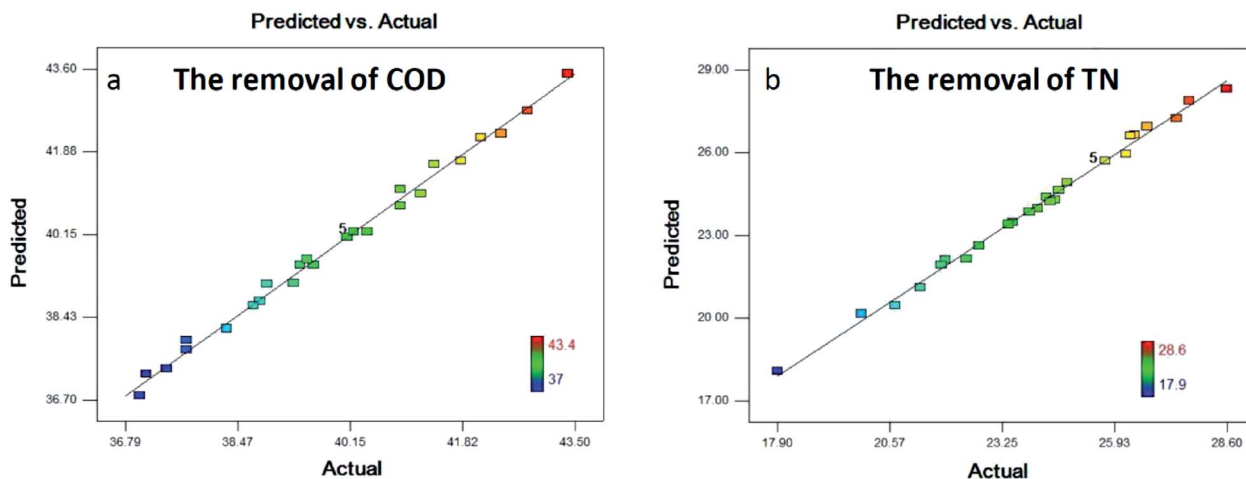 Predicted vs. Actual
a The removal of COD
43.60
41.88
40.15
38.43
36.70
Predicted
5
43.4
37
36.79 38.47 40.15 41.82 43.50
Actual
Predicted vs. Actual
b The removal of TN
29.00
26.00
23.00
20.00
17.00
Predicted
5
28.6
17.9
17.90 20.57 23.25 25.93 28.60
Actual